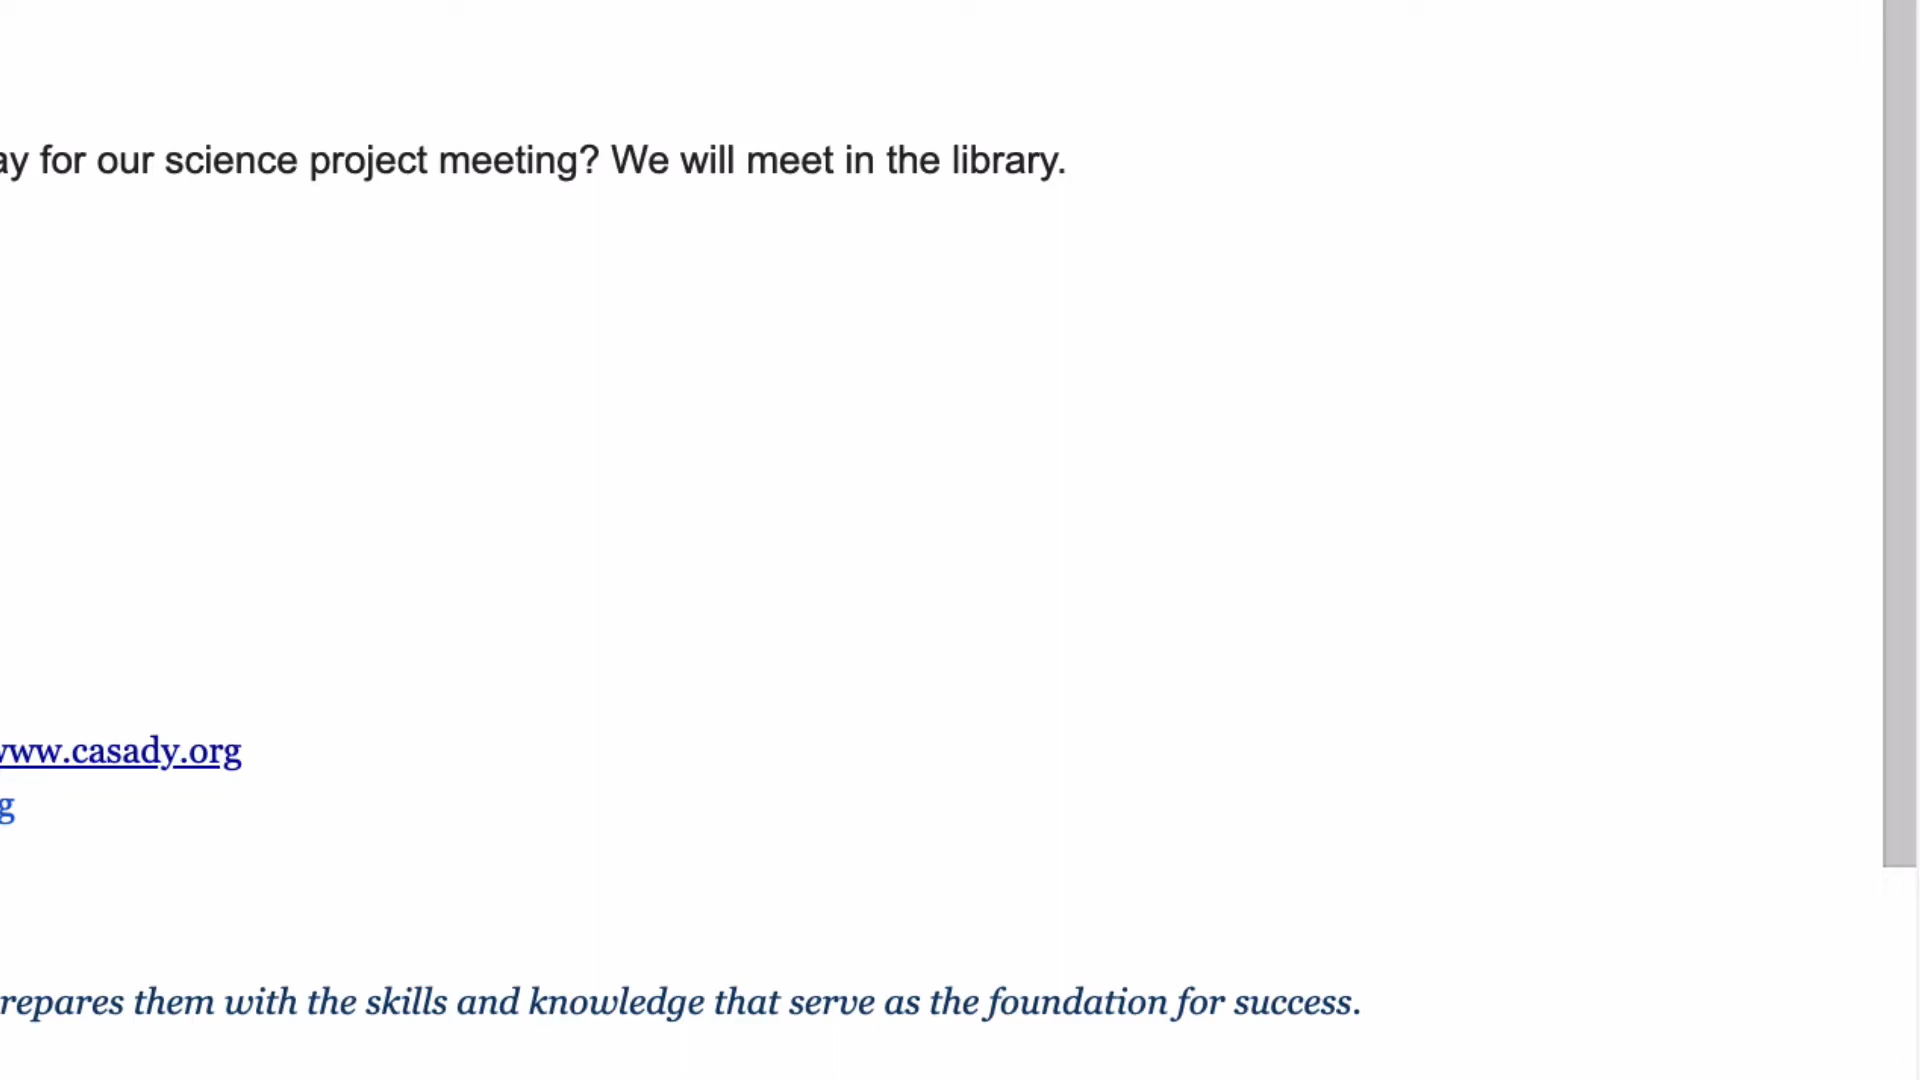 ay for our science project meeting? We will meet in the library.
www.casady.org
g
repares them with the skills and knowledge that serve as the foundation for success.